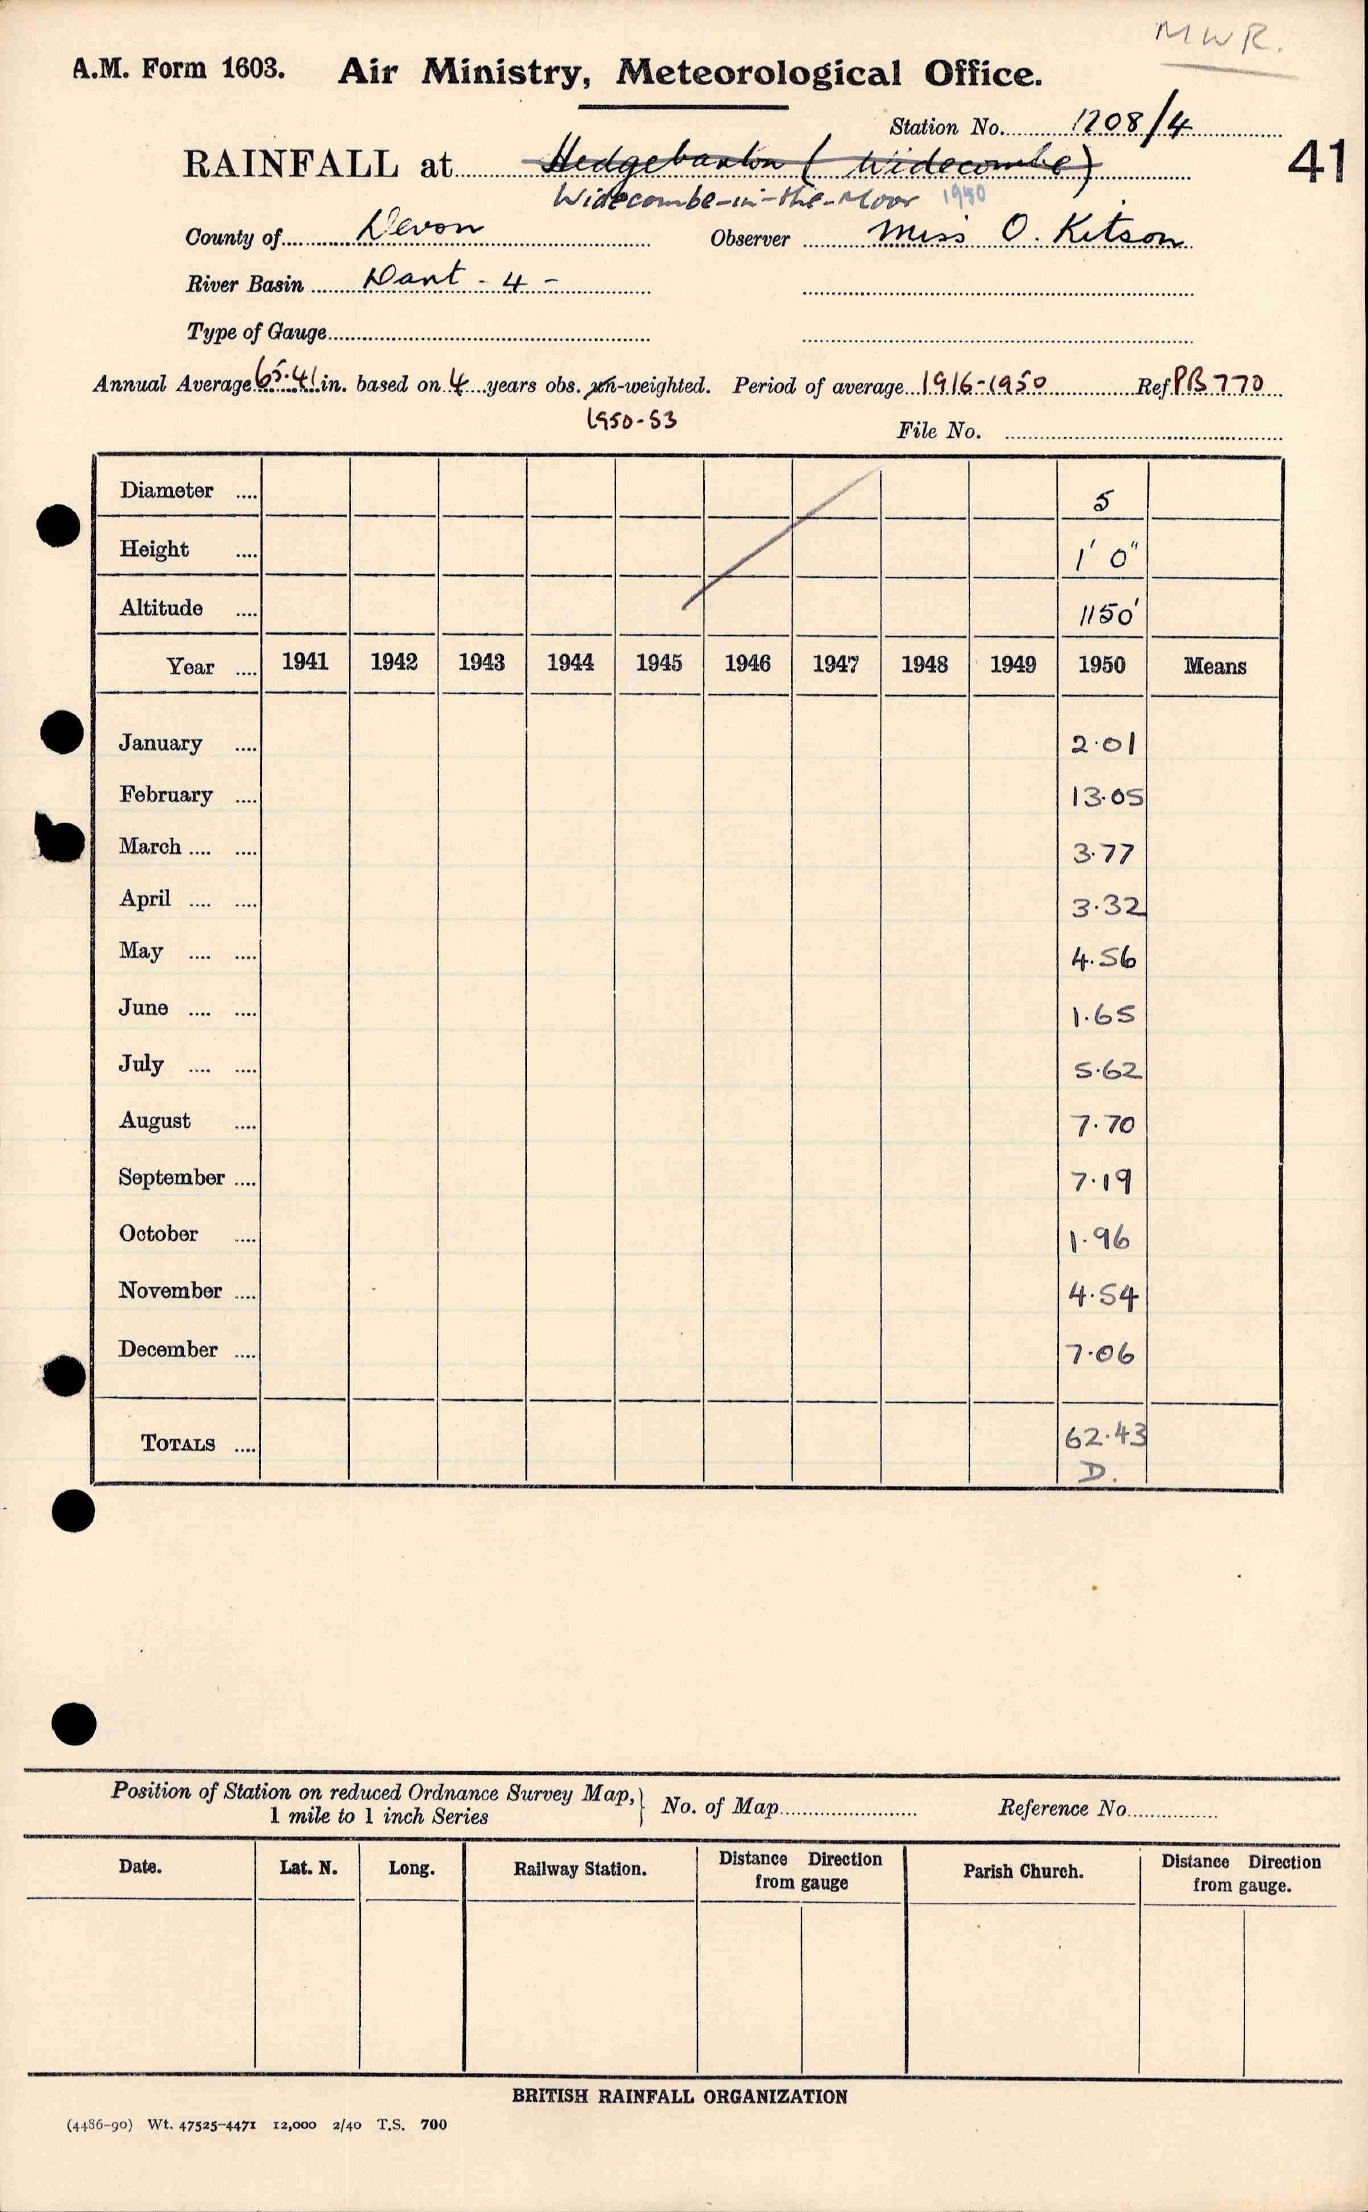 MWR.
A.M. Form 1603. Air Ministry, Meteorological Office.
Station No. 1208/4
41
RAINFALL at Hedgebarton (Widecombe)
Widecombe-in-the-Moor 1950
County of Devon Observer Miss O. Kitson
River Basin Dart - 4 -
Type of Gauge
Annual Average 65.41 in. based on 4 years obs. un-weighted. Period of average 1916-1950 Ref PB770
1950-53
File No.
Diameter .... 5
Height .... 1' 0"
Altitude .... 1150'
Year .... 1941 1942 1943 1944 1945 1946 1947 1948 1949 1950 Means
January .... 2.01
February .... 13.05
March .... .... 3.77
April .... .... 3.32
May .... .... 4.56
June .... .... 1.65
July .... .... 5.62
August .... 7.70
September .... 7.19
October .... 1.96
November .... 4.54
December .... 7.06
TOTALS .... 62.43
D.
Position of Station on reduced Ordnance Survey Map, } No. of Map Reference No
1 mile to 1 inch Series
Date. Lat. N. Long. Railway Station. Distance Direction Parish Church. Distance Direction
from gauge from gauge.
BRITISH RAINFALL ORGANIZATION
(4486-90) Wt. 47525-4471 12,000 2/40 T.S. 700